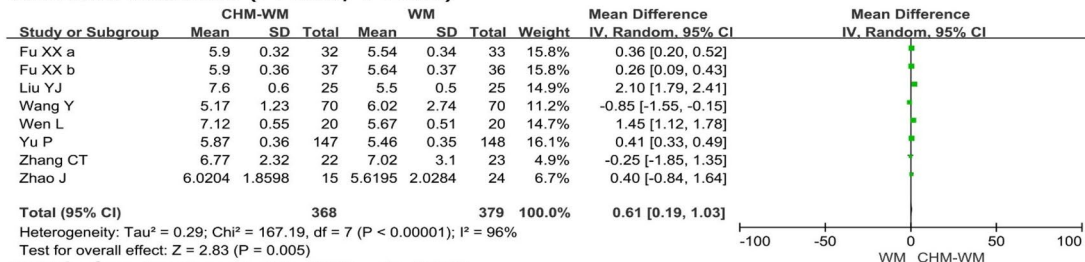 CHM-WM WM Mean Difference Mean Difference
Study or Subgroup Mean SD Total Mean SD Total Weight IV, Random, 95% CI IV, Random, 95% CI
Fu XX a 5.9 0.32 32 5.54 0.34 33 15.8% 0.36 [0.20, 0.52]
Fu XX b 5.9 0.36 37 5.64 0.37 36 15.8% 0.26 [0.09, 0.43]
Liu YJ 7.6 0.6 25 5.5 0.5 25 14.9% 2.10 [1.79, 2.41]
Wang Y 5.17 1.23 70 6.02 2.74 70 11.2% -0.85 [-1.55, -0.15]
Wen L 7.12 0.55 20 5.67 0.51 20 14.7% 1.45 [1.12, 1.78]
Yu P 5.87 0.36 147 5.46 0.35 148 16.1% 0.41 [0.33, 0.49]
Zhang CT 6.77 2.32 22 7.02 3.1 23 4.9% -0.25 [-1.85, 1.35]
Zhao J 6.0204 1.8598 15 5.6195 2.0284 24 6.7% 0.40 [-0.84, 1.64]
Total (95% CI) 368 379 100.0% 0.61 [0.19, 1.03]
Heterogeneity: Tau² = 0.29; Chi² = 167.19, df = 7 (P < 0.00001); I² = 96%
Test for overall effect: Z = 2.83 (P = 0.005)
-100 -50 0 50 100
WM CHM-WM